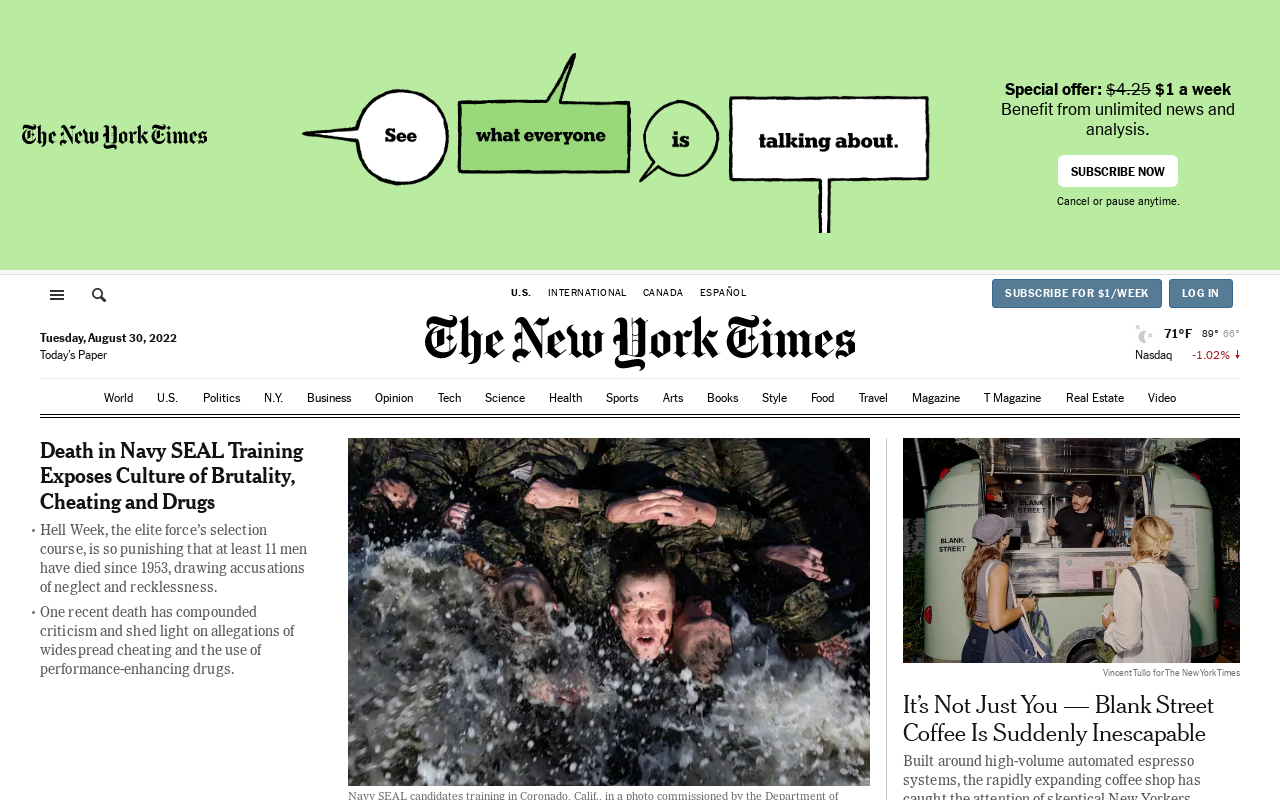 The New York Times
See what everyone is talking about.
Special offer: $4.25 $1 a week
Benefit from unlimited news and
analysis.
SUBSCRIBE NOW
Cancel or pause anytime.
U.S. INTERNATIONAL CANADA ESPAÑOL
SUBSCRIBE FOR $1/WEEK LOG IN
Tuesday, August 30, 2022
Today's Paper
The New York Times
71°F 89° 66°
Nasdaq -1.02% ↓
World U.S. Politics N.Y. Business Opinion Tech Science Health Sports Arts Books Style Food Travel Magazine T Magazine Real Estate Video
Death in Navy SEAL Training
Exposes Culture of Brutality,
Cheating and Drugs
• Hell Week, the elite force's selection
course, is so punishing that at least 11 men
have died since 1953, drawing accusations
of neglect and recklessness.
• One recent death has compounded
criticism and shed light on allegations of
widespread cheating and the use of
performance-enhancing drugs.
Navy SEAL candidates training in Coronado, Calif., in a photo commissioned by the Department of
BLANK
STREET
BLANK
STREET
Vincent Tullo for The New York Times
It's Not Just You — Blank Street
Coffee Is Suddenly Inescapable
Built around high-volume automated espresso
systems, the rapidly expanding coffee shop has
caught the attention of skeptical New Yorkers